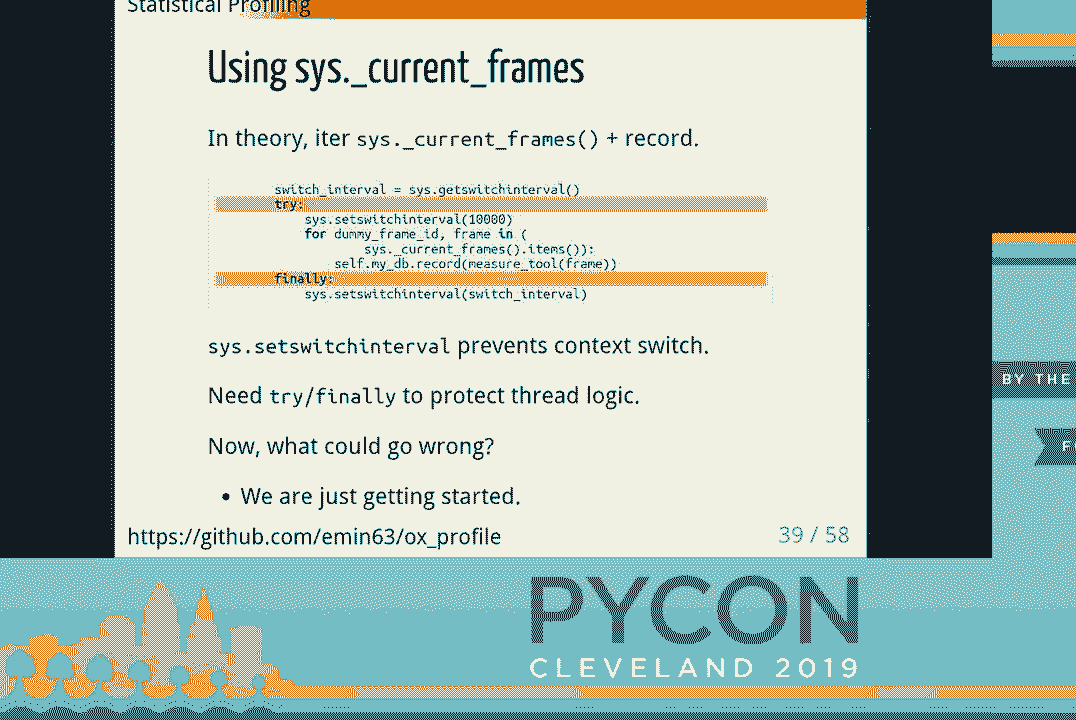 Statistical Profiling
Using sys._current_frames
In theory, iter sys._current_frames() + record.
switch_interval = sys.getswitchinterval()
try:
sys.setswitchinterval(10000)
for dummy_frame_id, frame in (
sys._current_frames().items()):
self.my_db.record(measure_tool(frame))
finally:
sys.setswitchinterval(switch_interval)
sys.setswitchinterval prevents context switch.
Need try/finally to protect thread logic.
Now, what could go wrong?
• We are just getting started.
https://github.com/emin63/ox_profile
39 / 58
BY THE
PYCON
CLEVELAND 2019